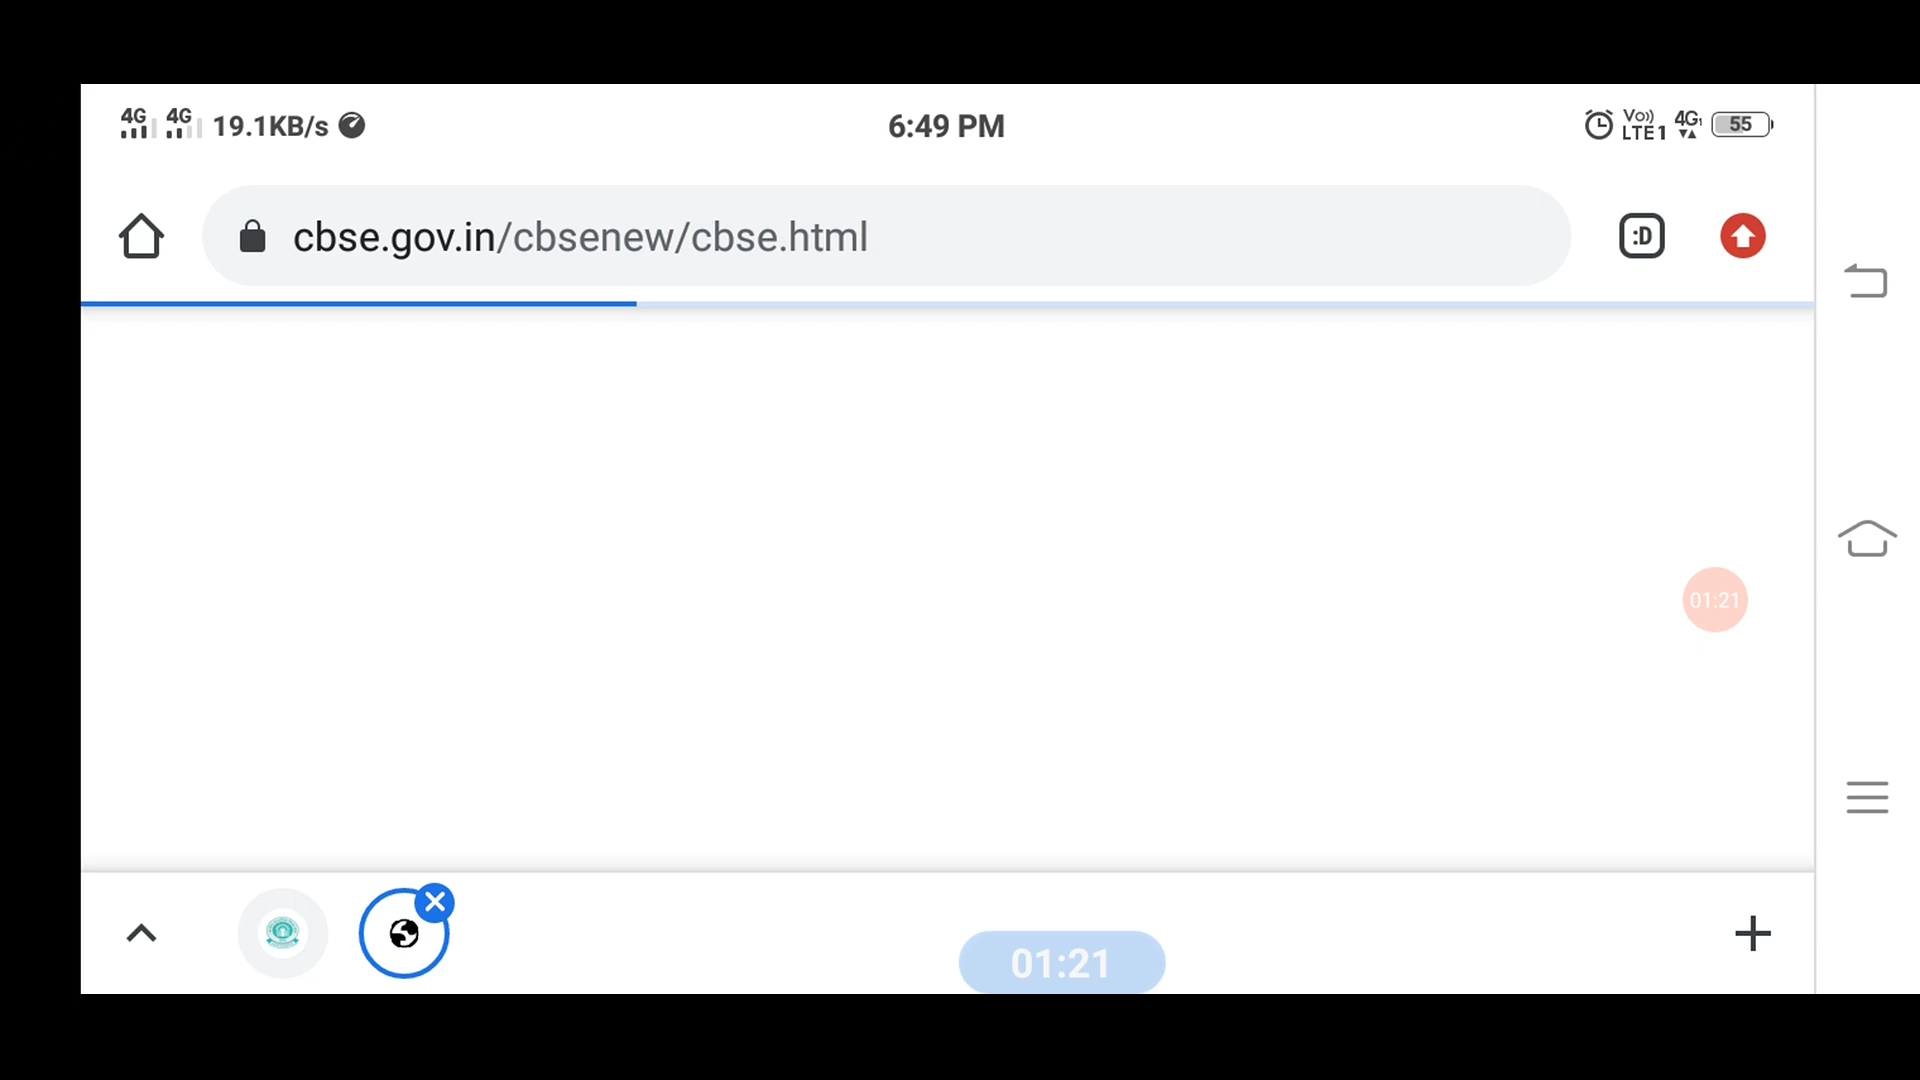 4G 4G 19.1KB/s
6:49 PM
Vo)) LTE1 4G1 55
cbse.gov.in/cbsenew/cbse.html
:D
01:21
01:21